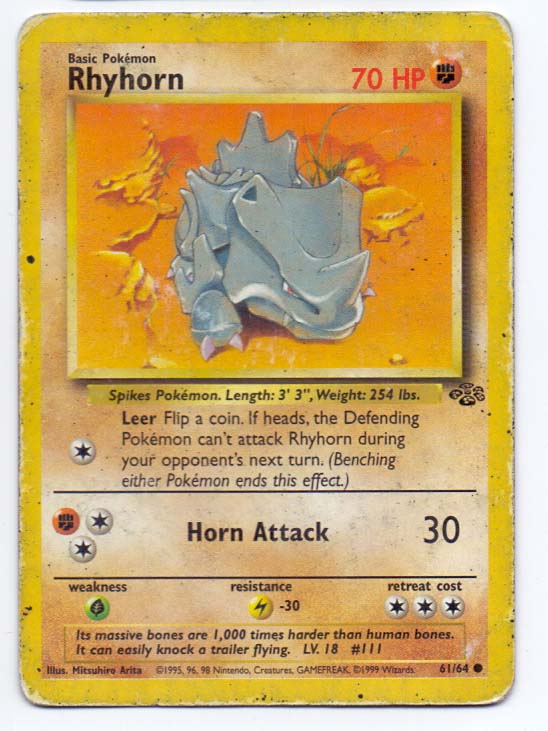 Basic Pokémon
Rhyhorn 70 HP
Spikes Pokémon. Length: 3' 3", Weight: 254 lbs.
Leer Flip a coin. If heads, the Defending
Pokémon can't attack Rhyhorn during
your opponent's next turn. (Benching
either Pokémon ends this effect.)
Horn Attack 30
weakness resistance retreat cost
-30
Its massive bones are 1,000 times harder than human bones.
It can easily knock a trailer flying. LV. 18 #111
Illus. Mitsuhiro Arita ©1995, 96, 98 Nintendo, Creatures, GAMEFREAK. ©1999 Wizards. 61/64